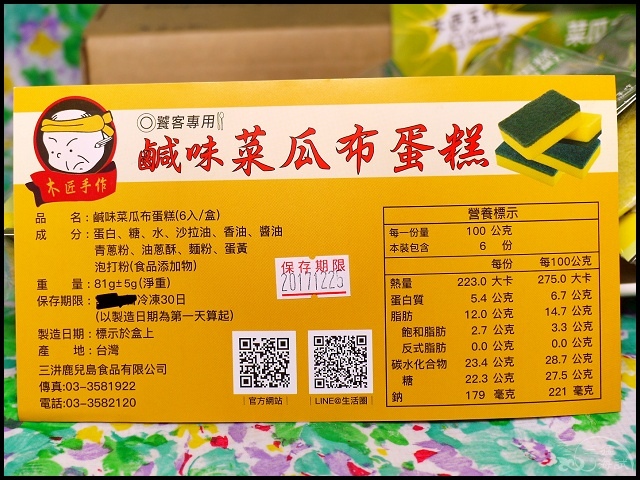 菜瓜
◎饕客專用
鹹味菜瓜布蛋糕
木匠手作
品　名：鹹味菜瓜布蛋糕(6入/盒)
成　分：蛋白、糖、水、沙拉油、香油、醬油
青蔥粉、油蔥酥、麵粉、蛋黃
泡打粉(食品添加物)
重　量：81g±5g(淨重)
保存期限：冷凍30日
(以製造日期為第一天算起)
製造日期：標示於盒上
產　地：台灣
三洪鹿兒島食品有限公司
傳真:03-3581922
電話:03-3582120
保存期限
20171225
官方網站
LINE@生活圈
營養標示
每一份量 100 公克
本裝包含 6 份
每份 每100公克
熱量 223.0 大卡 275.0 大卡
蛋白質 5.4 公克 6.7 公克
脂肪 12.0 公克 14.7 公克
飽和脂肪 2.7 公克 3.3 公克
反式脂肪 0.0 公克 0.0 公克
碳水化合物 23.4 公克 28.7 公克
糖 22.3 公克 27.5 公克
鈉 179 毫克 221 毫克